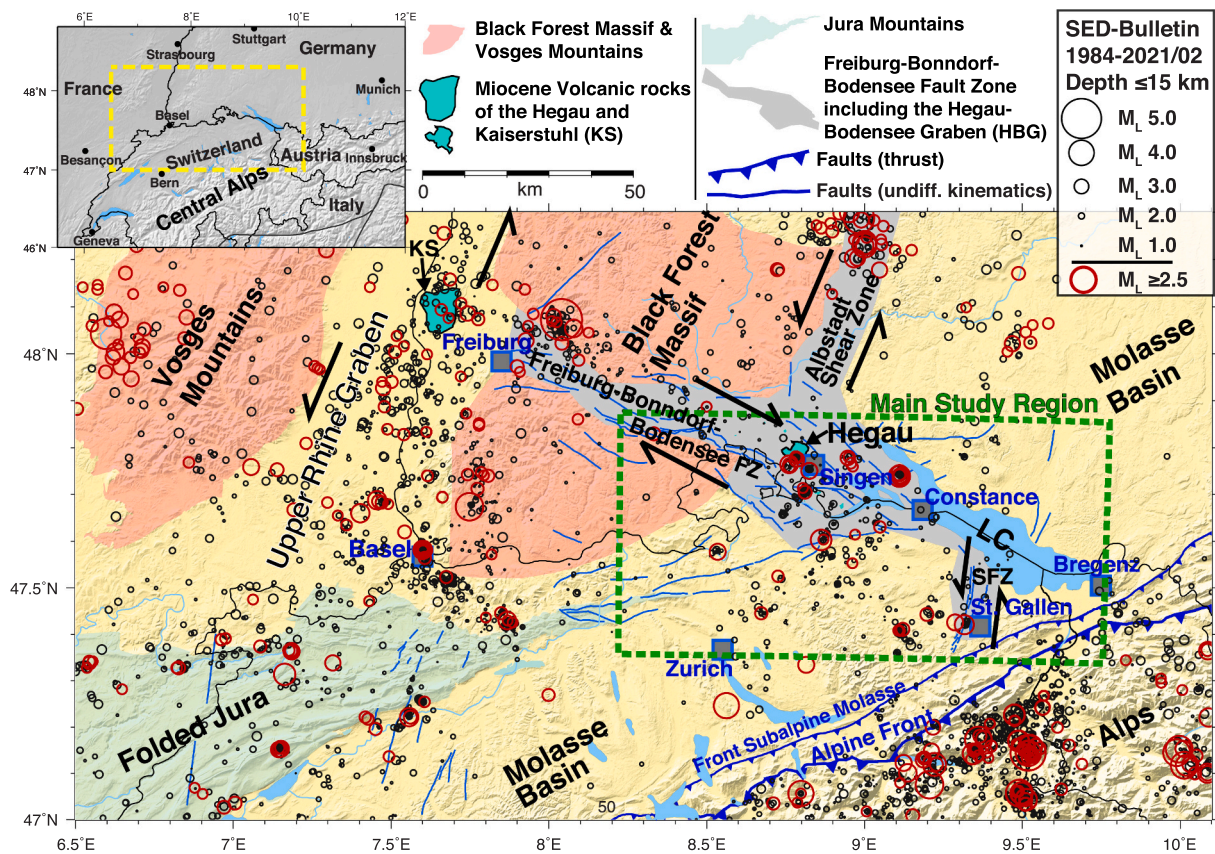 6°E
8°E
10°E
12°E
Stuttgart
Strasbourg
Germany
France
48°N
Munich
Basel
Besançon
Switzerland
Austria
Innsbruck
47°N
Bern
Central Alps
Italy
Geneva
46°N
Black Forest Massif &
Vosges Mountains
Miocene Volcanic rocks
of the Hegau and
Kaiserstuhl (KS)
0
50
km
Jura Mountains
Freiburg-Bonndorf-
Bodensee Fault Zone
including the Hegau-
Bodensee Graben (HBG)
Faults (thrust)
Faults (undiff. kinematics)
SED-Bulletin
1984-2021/02
Depth ≤15 km
ML 5.0
ML 4.0
ML 3.0
ML 2.0
ML 1.0
ML ≥2.5
KS
Vosges
Mountains
Upper Rhine Graben
Black Forest
Massif
Albstadt
Shear Zone
Molasse
Basin
48°N
Freiburg
Freiburg-Bonndorf-
Bodensee FZ
Main Study Region
Hegau
Singen
Constance
LC
Basel
Bregenz
SFZ
St. Gallen
47.5°N
Zurich
Folded Jura
Molasse
Basin
Front Subalpine Molasse
Alpine Front
Alps
50
47°N
6.5°E
7°E
7.5°E
8°E
8.5°E
9°E
9.5°E
10°E